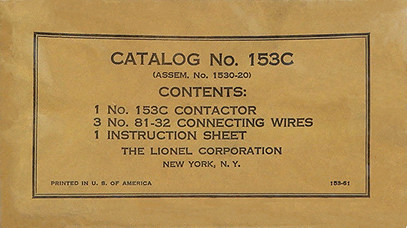 CATALOG No. 153C
(ASSEM. No. 1530-20)
CONTENTS:
1 No. 153C CONTACTOR
3 No. 81-32 CONNECTING WIRES
1 INSTRUCTION SHEET
THE LIONEL CORPORATION
NEW YORK, N. Y.
PRINTED IN U. S. OF AMERICA 153-61